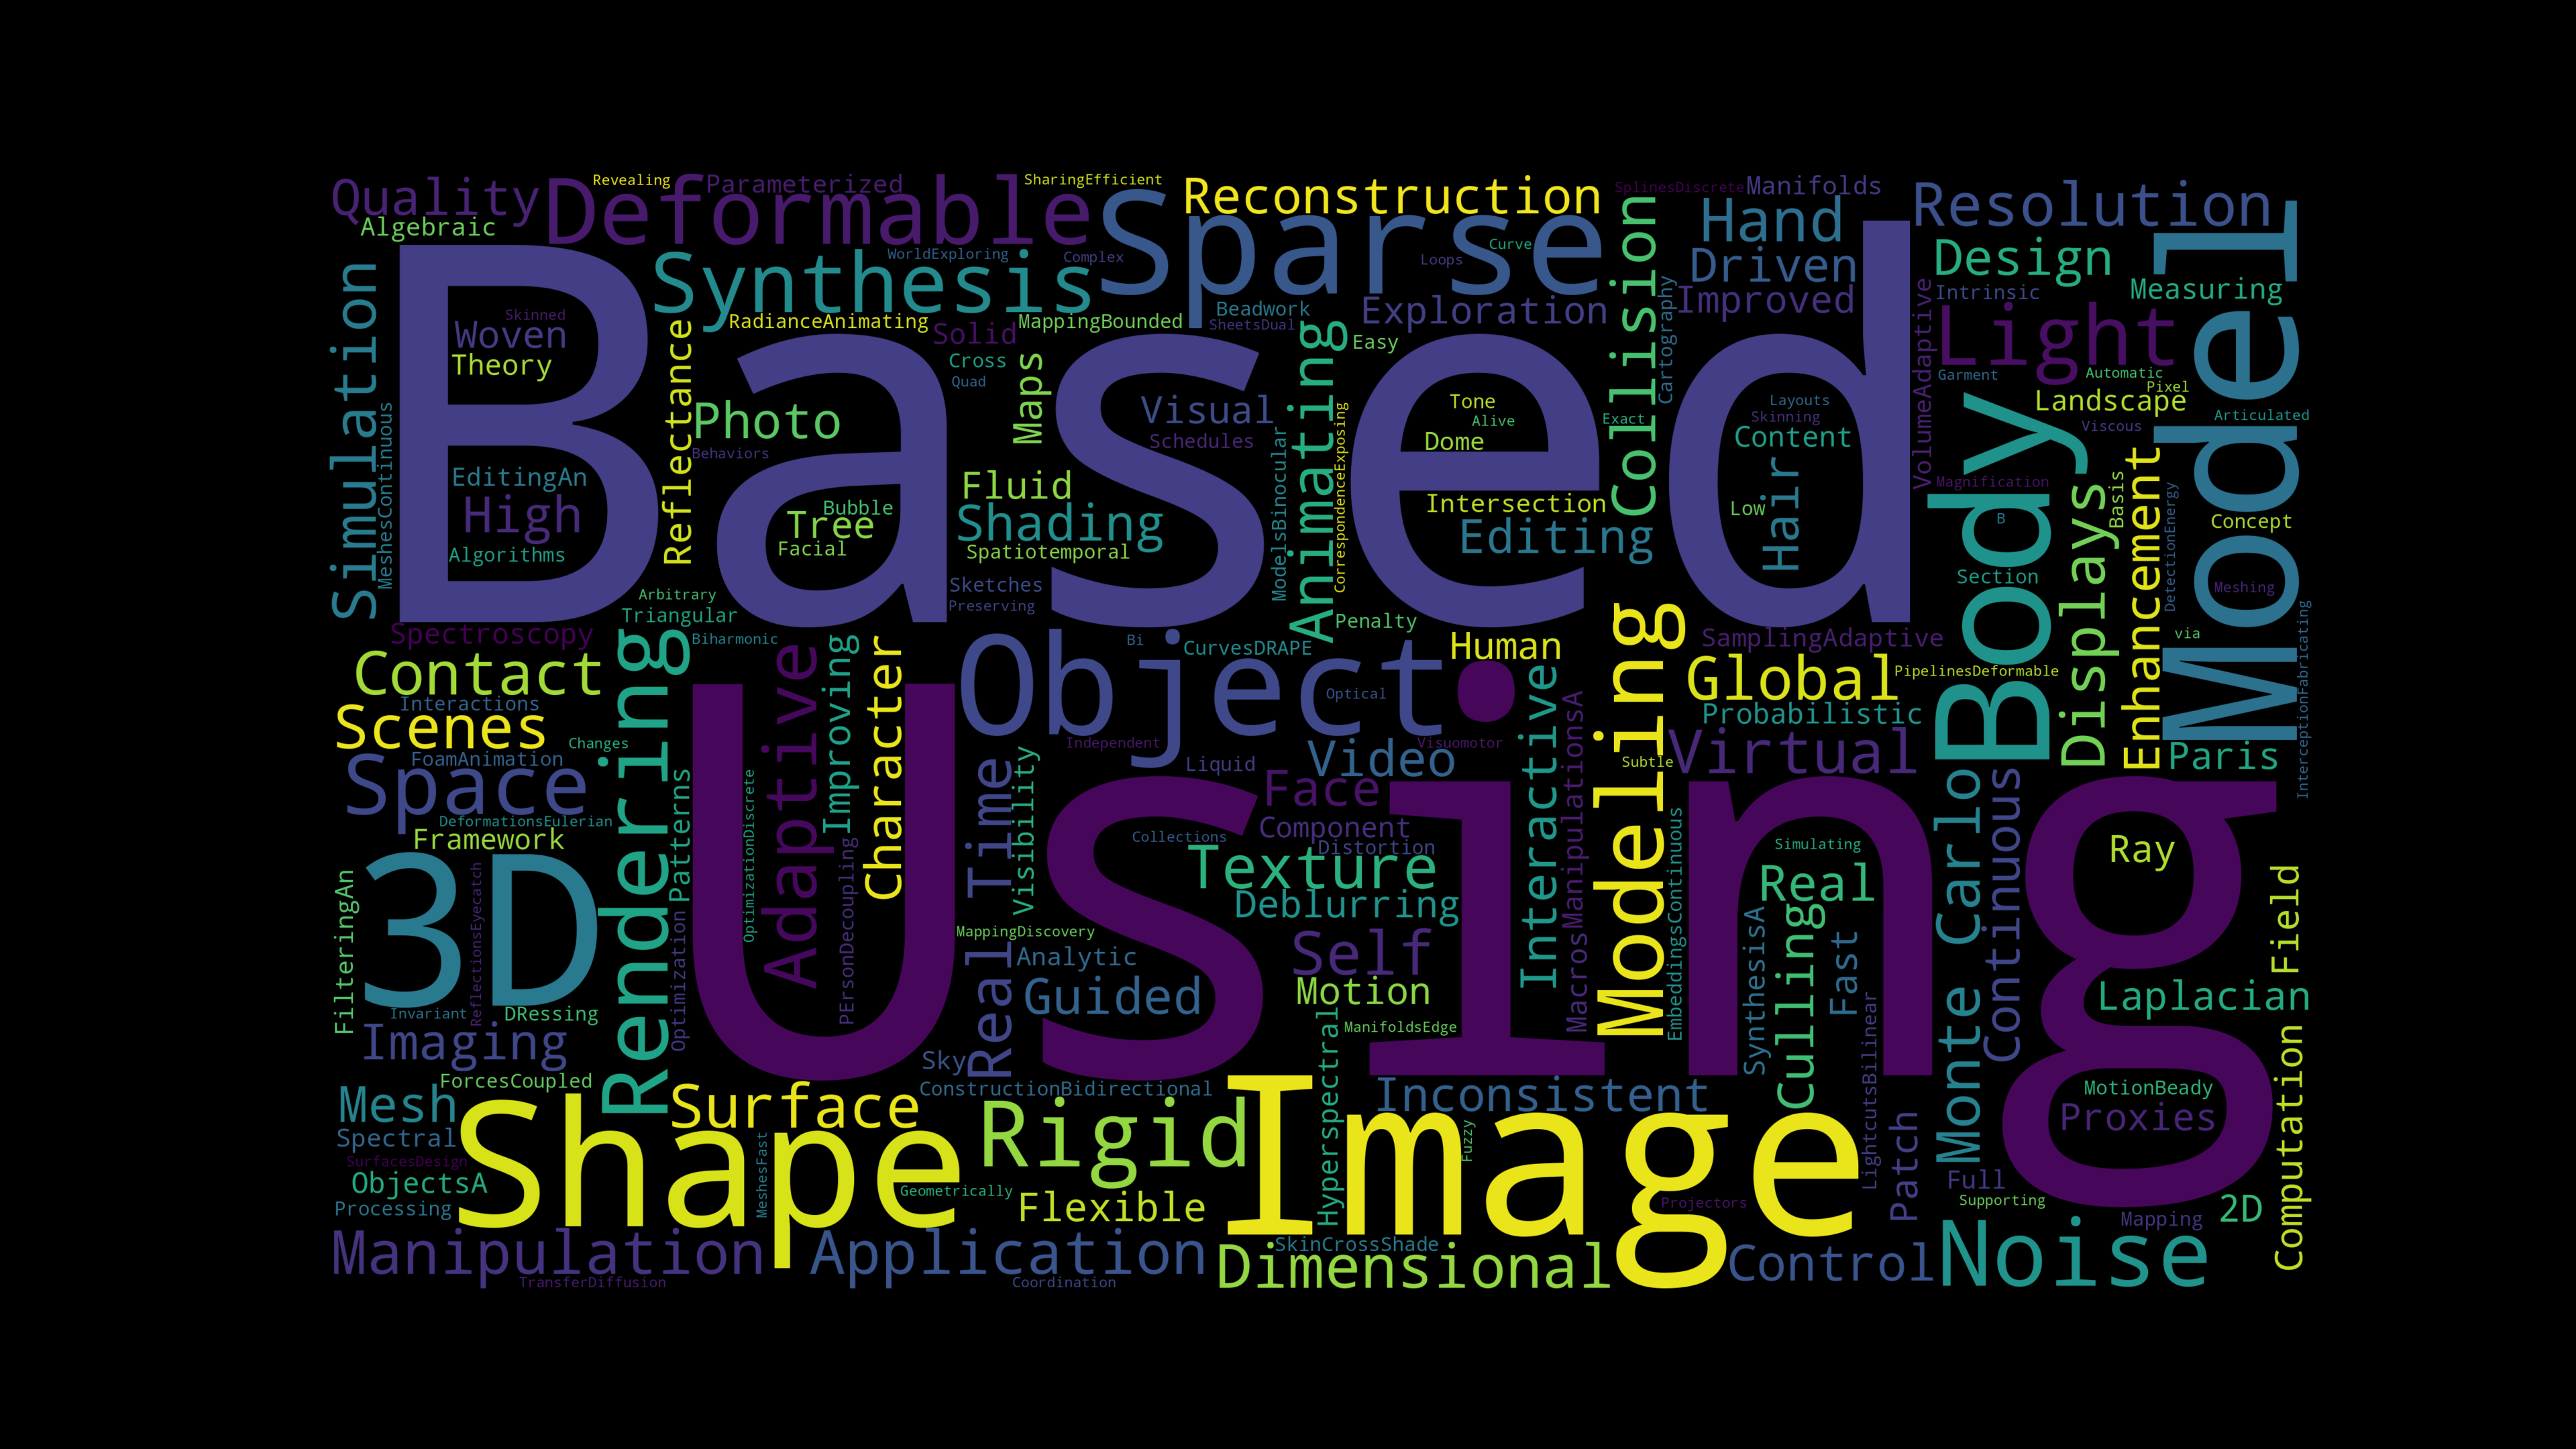 Quality
Deformable
Revealing
Parameterized
SharingEfficient
Sparse
Reconstruction
SplinesDiscrete
Manifolds
Resolution
Algebraic
Hand
Synthesis
WorldExploring
Complex
Loops
Curve
Collision
Driven
Design
Model
Simulation
Based
Skinned
Woven
Theory
RadianceAnimating
Solid
MappingBounded
Beadwork
SheetsDual
Exploration
Improved
Intrinsic
Measuring
Light
Cartography
VolumeAdaptive
Reflectance
Cross
Quad
Maps
Easy
Animating
Garment
Automatic
Pixel
Landscape
Articulated
Viscous
MeshesContinuous
Photo
Behaviors
Visual
Schedules
CorrespondenceExposing
ModelsBinocular
Tone
Alive
Dome
Exact
Layouts
Skinning
Content
Body
EditingAn
High
Algorithms
Bubble
Tree
Facial
Fluid
Shading
Spatiotemporal
Intersection
Editing
Low
Hair
Magnification
B
Displays
Basis
Enhancement
DetectionEnergy
Concept
Section
Meshing
Sketches
Preserving
Arbitrary
Triangular
Biharmonic
Penalty
via
InterceptionFabricating
Spectroscopy
Contact
Interactions
Scenes
Rendering
Adaptive
Improving
Character
Object
Bi
CurvesDRAPE
Human
Optical
Modeling
SamplingAdaptive
Global
PipelinesDeformable
Probabilistic
Changes
FoamAnimation
Space
DeformationsEulerian
Framework
Using
Independent
Visuomotor
Liquid
Video
Subtle
Virtual
Paris
Patterns
OptimizationDiscrete
PErsonDecoupling
Real Time
Visibility
Face
Component
Distortion
Collections
Interactive
MacrosManipulationsA
EmbeddingsContinuous
Simulating
Monte Carlo
Continuous
Ray
3D
FilteringAn
ReflectionsEyecatch
Texture
Deblurring
Real
Culling
SynthesisA
Fast
Field
Invariant
DRessing
Optimization
MappingDiscovery
Analytic
Guided
Self
Motion
ManifoldsEdge
LightcutsBilinear
Laplacian
Imaging
ForcesCoupled
Sky
ConstructionBidirectional
Hyperspectral
Inconsistent
MotionBeady
Proxies
Computation
Mesh
Spectral
SurfacesDesign
ObjectsA
Processing
Shape
Surface
MeshesFast
Rigid
Geometrically
Flexible
Image
Fuzzy
Projectors
Patch
Full
Supporting
Mapping
2D
Manipulation
TransferDiffusion
Application
Coordination
SkinCrossShade
Dimensional
Control
Noise